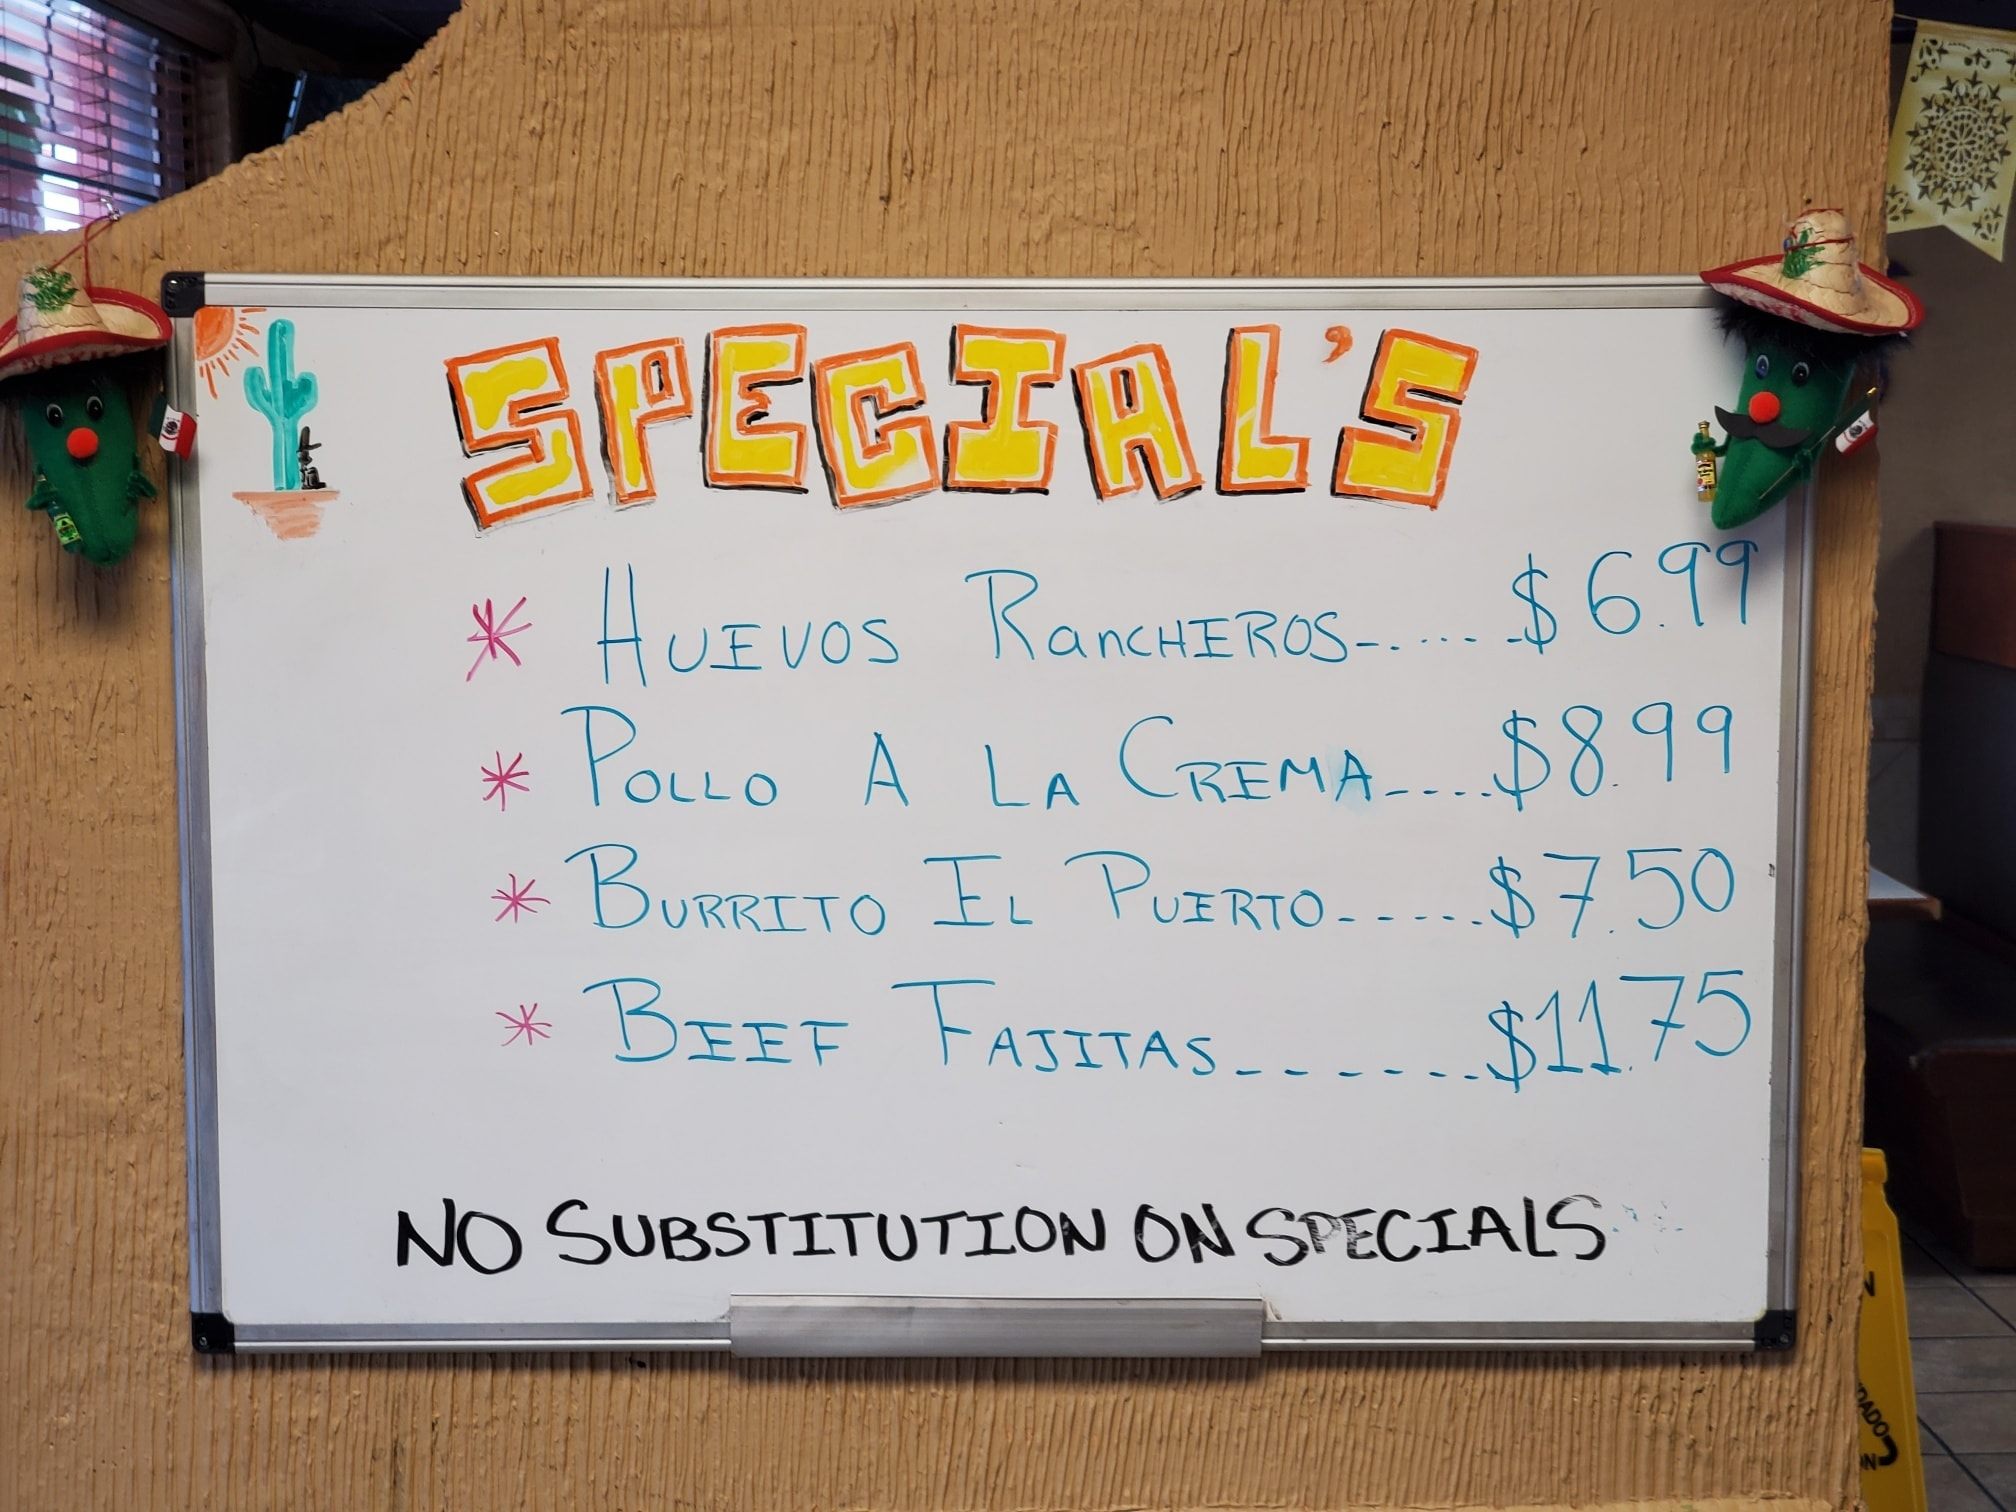 SPECIAL'S
* HUEVOS RANCHEROS-.....-$6.99
* POLLO A LA CREMA-....$8.99
* BURRITO EL PUERTO-----.$7.50
* BEEF FAJITAS-------$11.75
NO SUBSTITUTION ON SPECIALS